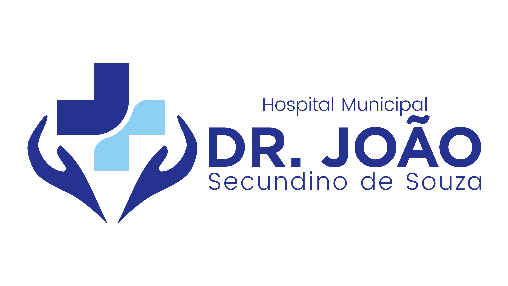 Hospital Municipal
DR. JOÃO
Secundino de Souza